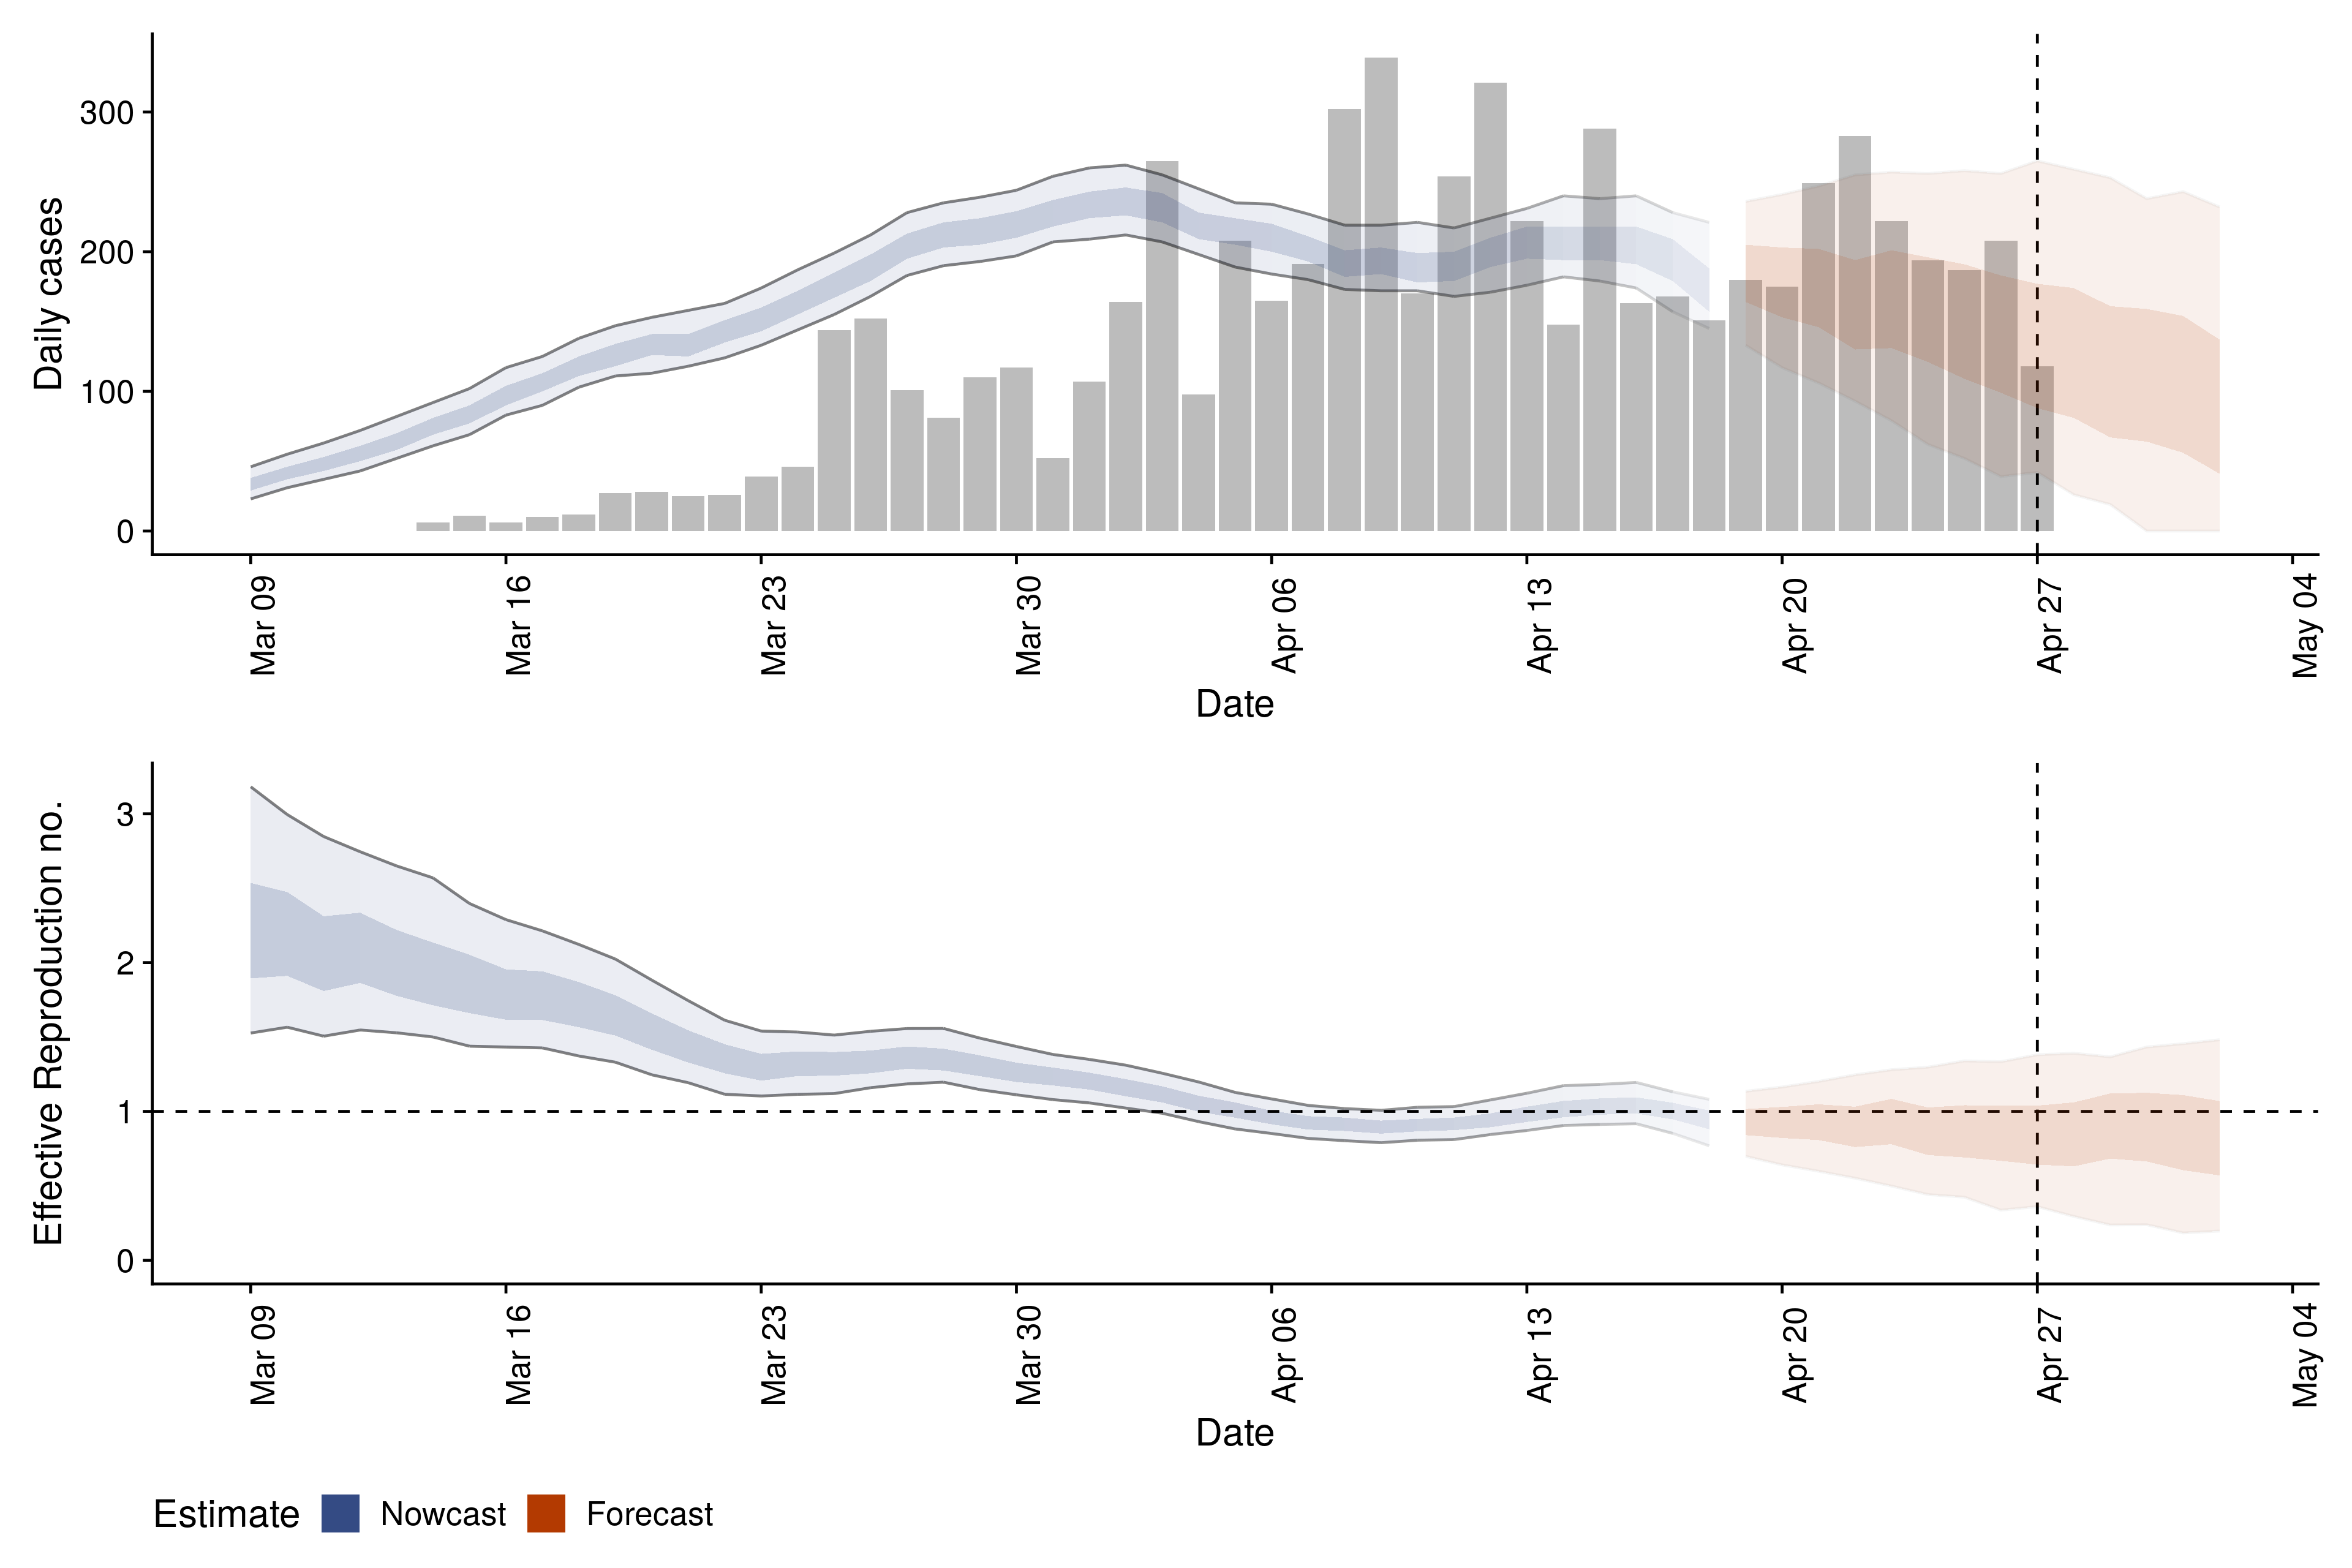 Daily cases
300
200
100
0
Mar 09 Mar 16 Mar 23 Mar 30 Apr 06 Apr 13 Apr 20 Apr 27 May 04
Date
Effective Reproduction no.
3
2
1
0
Mar 09 Mar 16 Mar 23 Mar 30 Apr 06 Apr 13 Apr 20 Apr 27 May 04
Date
Estimate Nowcast Forecast